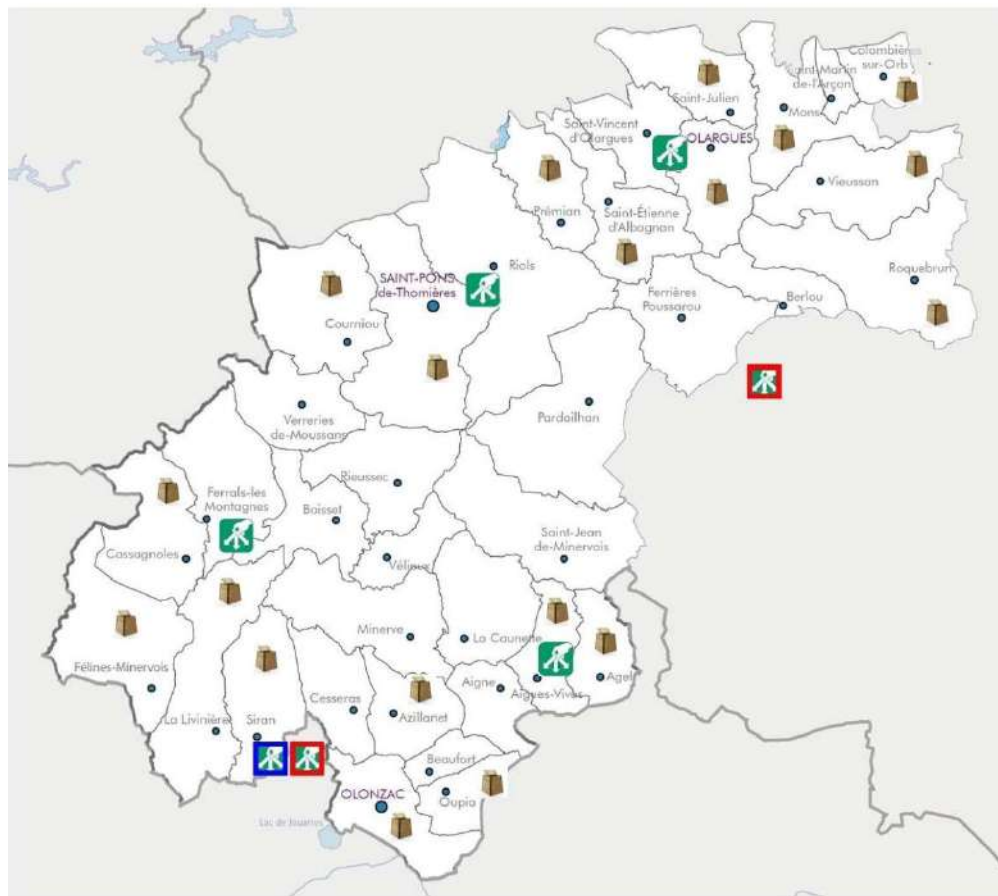 Colombières
sur-Orb
Saint-Martin
de-l'Arçon
Saint-Julien
Mons
Saint-Vincent
d'Olargues
OLARGUES
Vieussan
Prémian
Saint-Étienne
d'Albagnan
Riols
SAINT-PONS
de-Thomières
Roquebrun
Ferrières
Poussarou
Berlou
Courniou
Verreries
de-Moussans
Pardailhan
Rieussec
Ferrals-les
Montagnes
Boisset
Saint-Jean
de-Minervois
Cassagnoles
Vélieux
Minerve
La Caunette
Félines-Minervois
Aigne
Aigues-Vives
Agel
Cesseras
Azillanet
La Livinière
Siran
Beaufort
OLONZAC
Oupia
Lac de Jouarres